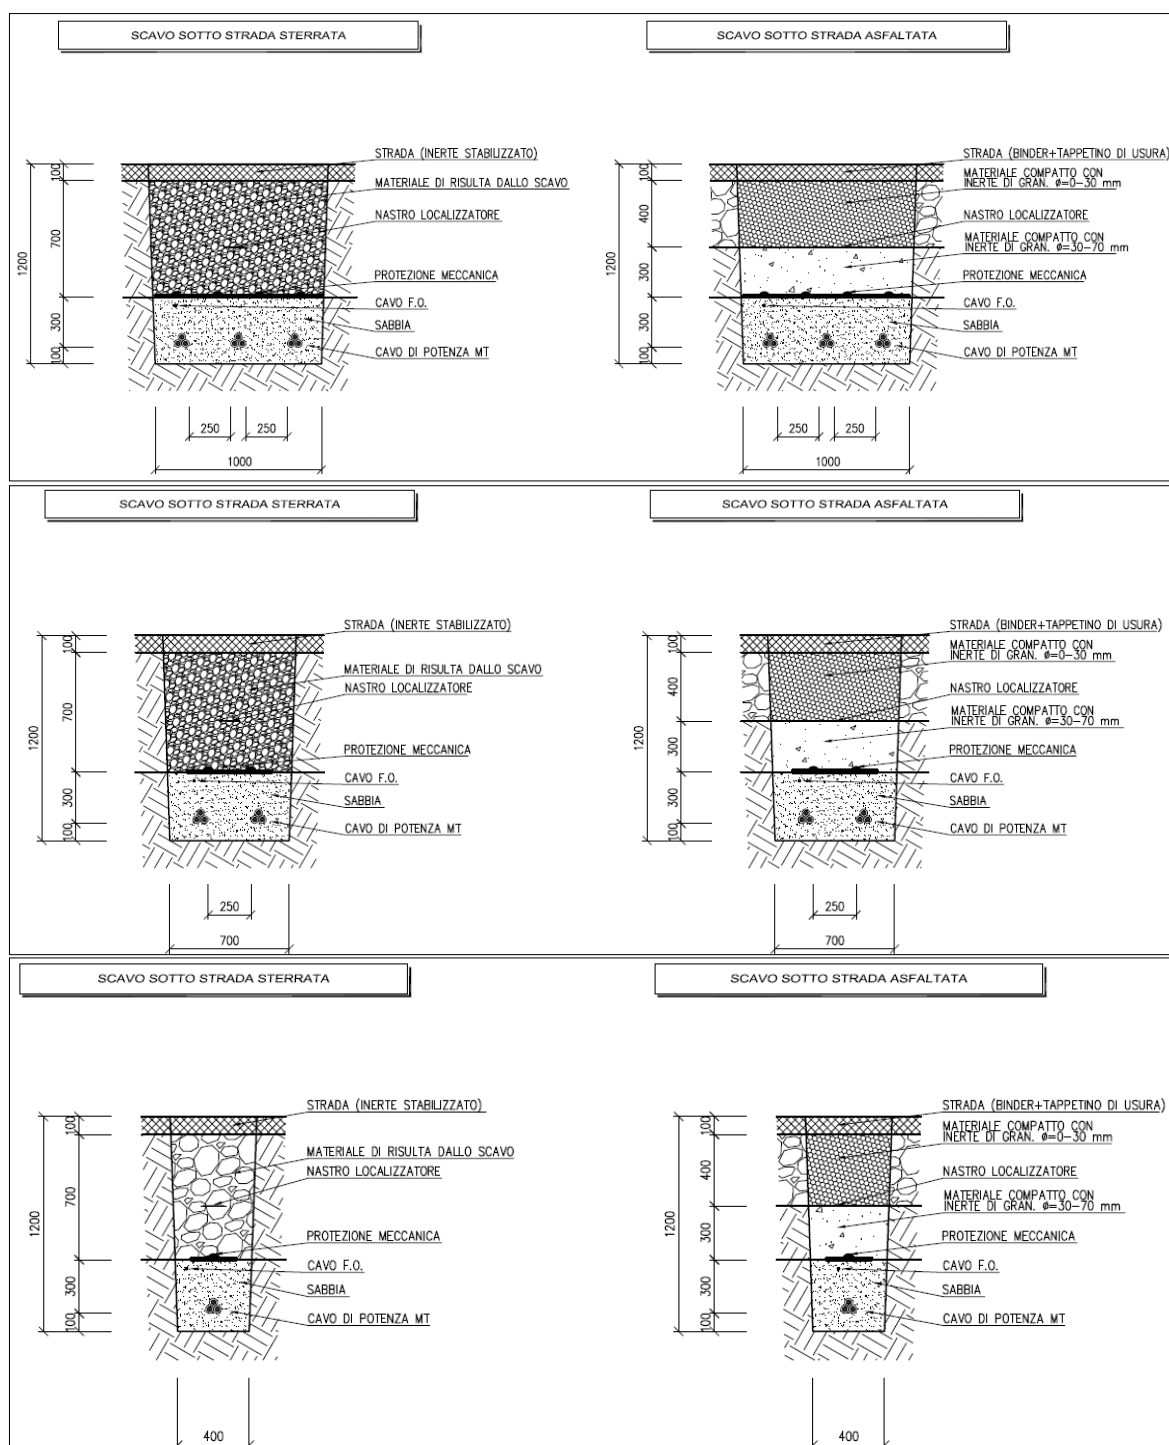 SCAVO SOTTO STRADA STERRATA
STRADA (INERTE STABILIZZATO)
MATERIALE DI RISULTA DALLO SCAVO
NASTRO LOCALIZZATORE
PROTEZIONE MECCANICA
CAVO F.O.
SABBIA
CAVO DI POTENZA MT
1200
100
700
300
100
250
250
1000
SCAVO SOTTO STRADA ASFALTATA
STRADA (BINDER+TAPPETINO DI USURA)
MATERIALE COMPATTO CON
INERTE DI GRAN. ø=0-30 mm
NASTRO LOCALIZZATORE
MATERIALE COMPATTO CON
INERTE DI GRAN. ø=30-70 mm
PROTEZIONE MECCANICA
CAVO F.O.
SABBIA
CAVO DI POTENZA MT
1200
100
400
300
300
100
250
250
1000
SCAVO SOTTO STRADA STERRATA
STRADA (INERTE STABILIZZATO)
MATERIALE DI RISULTA DALLO SCAVO
NASTRO LOCALIZZATORE
PROTEZIONE MECCANICA
CAVO F.O.
SABBIA
CAVO DI POTENZA MT
1200
100
700
300
100
250
700
SCAVO SOTTO STRADA ASFALTATA
STRADA (BINDER+TAPPETINO DI USURA)
MATERIALE COMPATTO CON
INERTE DI GRAN. ø=0-30 mm
NASTRO LOCALIZZATORE
MATERIALE COMPATTO CON
INERTE DI GRAN. ø=30-70 mm
PROTEZIONE MECCANICA
CAVO F.O.
SABBIA
CAVO DI POTENZA MT
1200
100
400
300
300
100
250
700
SCAVO SOTTO STRADA STERRATA
STRADA (INERTE STABILIZZATO)
MATERIALE DI RISULTA DALLO SCAVO
NASTRO LOCALIZZATORE
PROTEZIONE MECCANICA
CAVO F.O.
SABBIA
CAVO DI POTENZA MT
1200
100
700
300
100
400
SCAVO SOTTO STRADA ASFALTATA
STRADA (BINDER+TAPPETINO DI USURA)
MATERIALE COMPATTO CON
INERTE DI GRAN. ø=0-30 mm
NASTRO LOCALIZZATORE
MATERIALE COMPATTO CON
INERTE DI GRAN. ø=30-70 mm
PROTEZIONE MECCANICA
CAVO F.O.
SABBIA
CAVO DI POTENZA MT
1200
100
400
300
300
100
400